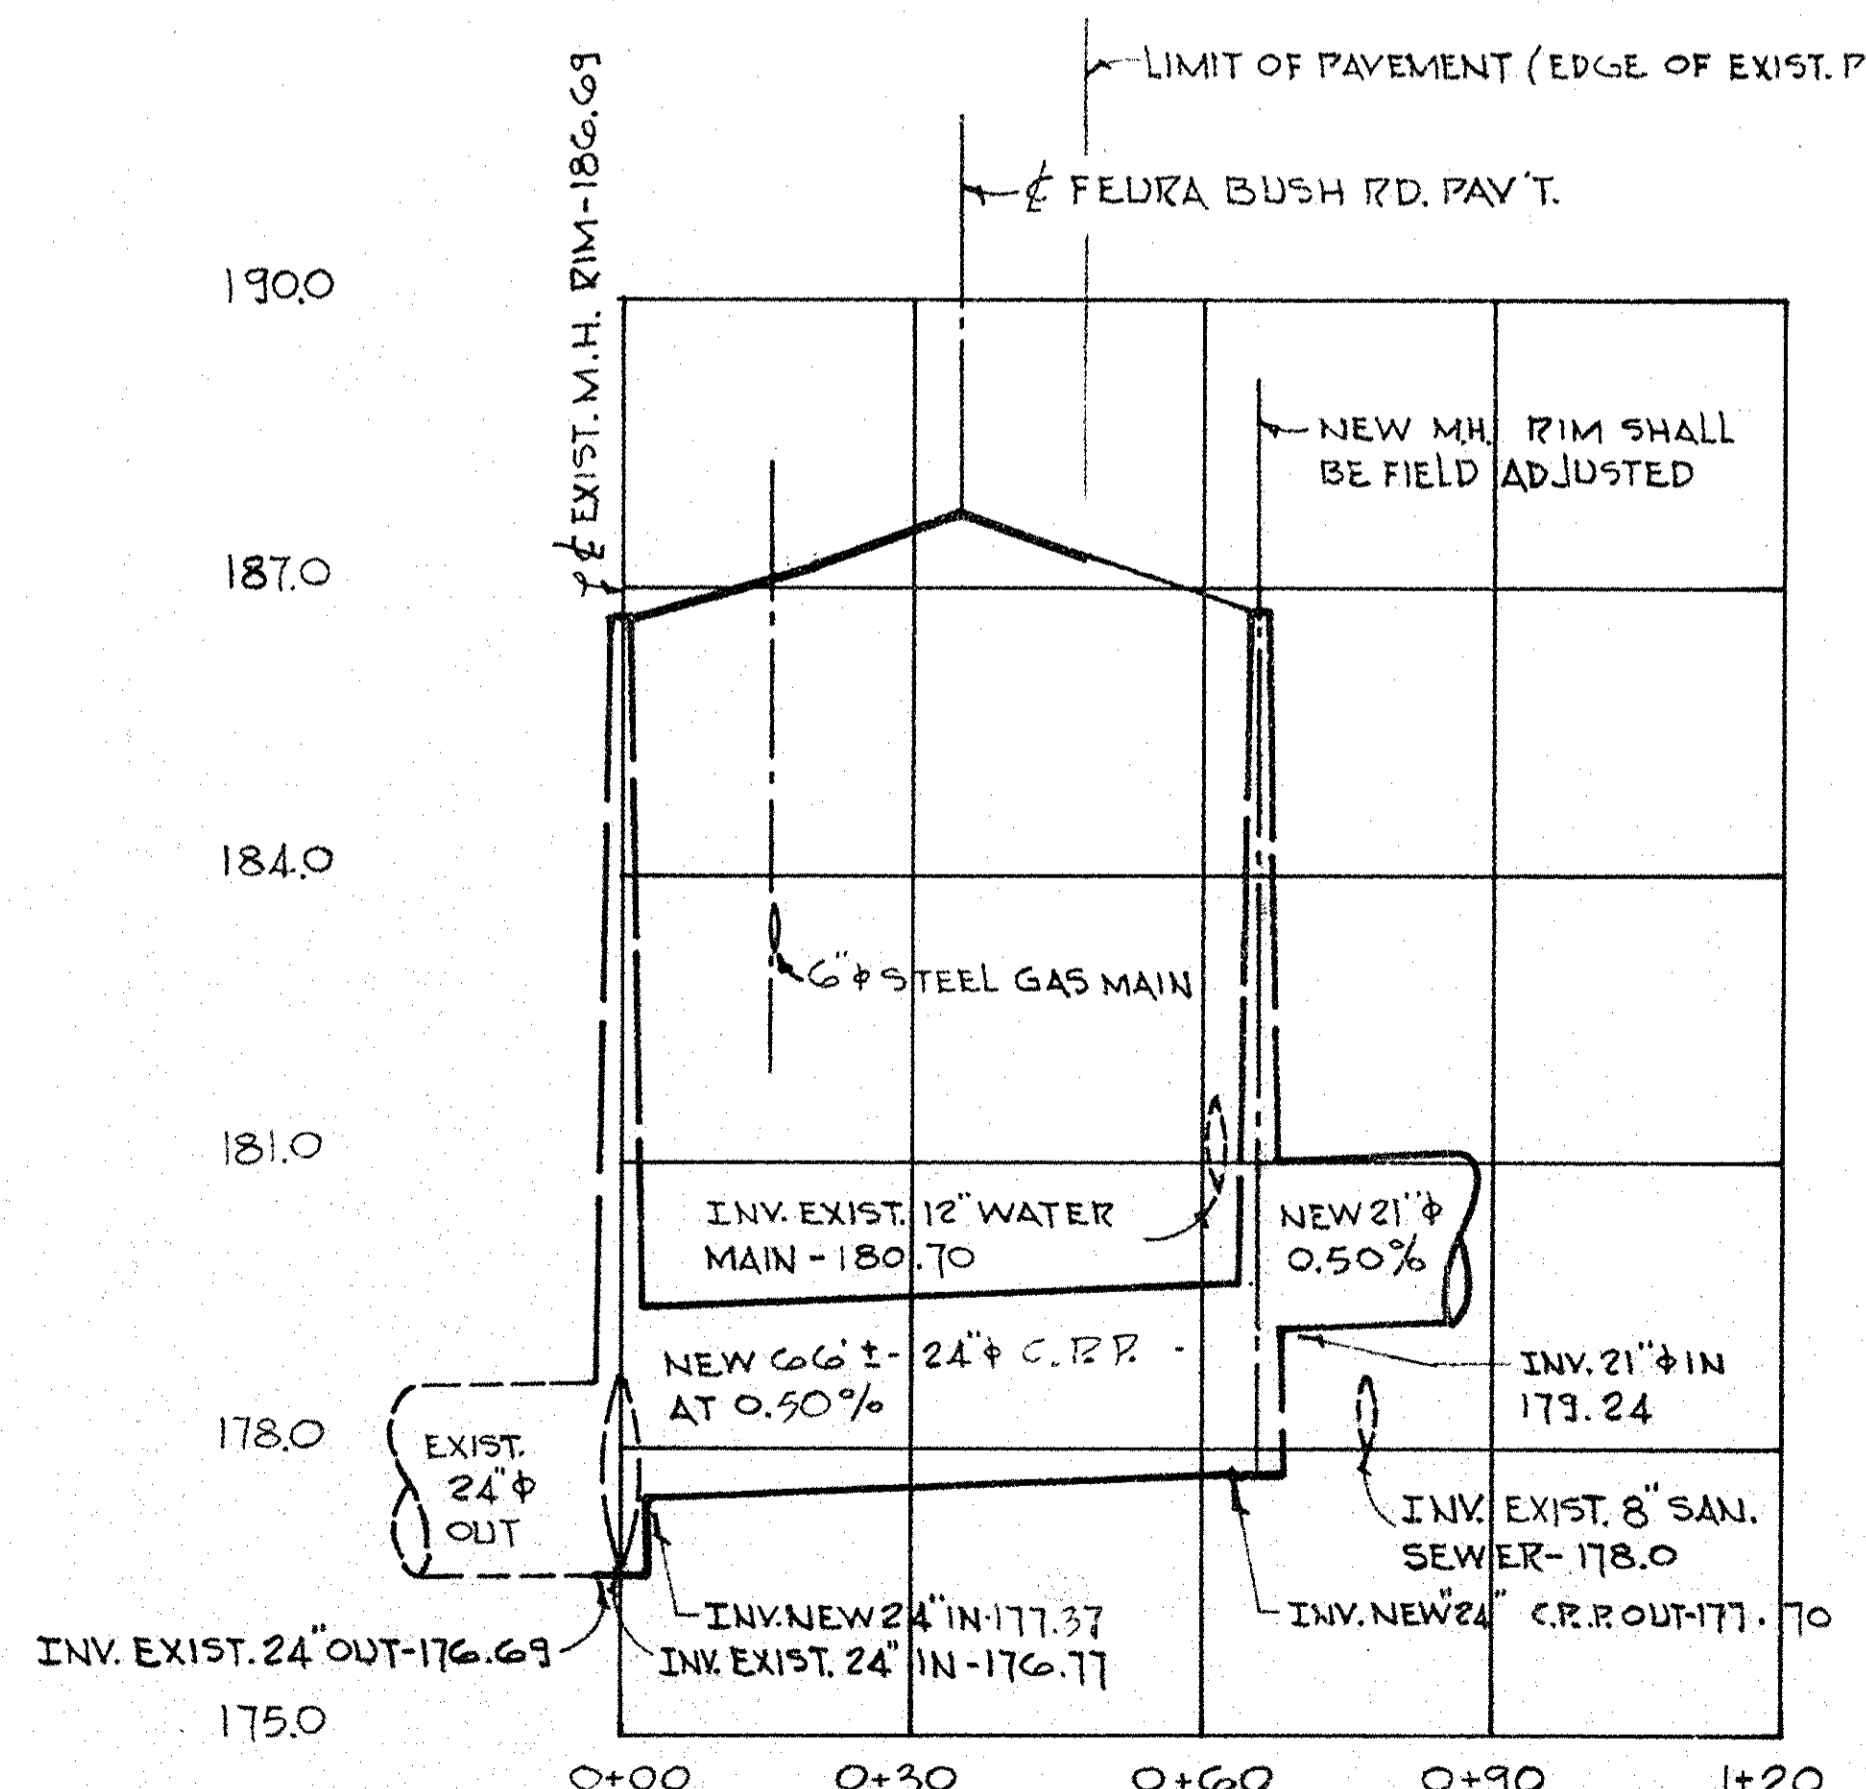 LIMIT OF PAVEMENT (EDGE OF EXIST. P
℄ FEURA BUSH RD. PAV'T.
℄ EXIST. M.H. RIM-186.69
190.0
NEW M.H. RIM SHALL
BE FIELD ADJUSTED
187.0
184.0
6"ϕ STEEL GAS MAIN
181.0
INV. EXIST. 12" WATER
MAIN - 180.70
NEW 21"ϕ
0.50%
NEW 66' ±- 24"ϕ C.P.P. -
AT 0.50%
INV. 21"ϕ IN
179.24
178.0
EXIST.
24"ϕ
OUT
INV. EXIST. 8" SAN.
SEWER- 178.0
INV. NEW 24" IN-177.37
INV. NEW "24" C.R.P. OUT-177.70
INV. EXIST. 24" OUT-176.69
INV. EXIST. 24" IN -176.77
175.0
0+00 0+30 0+60 0+90 1+20